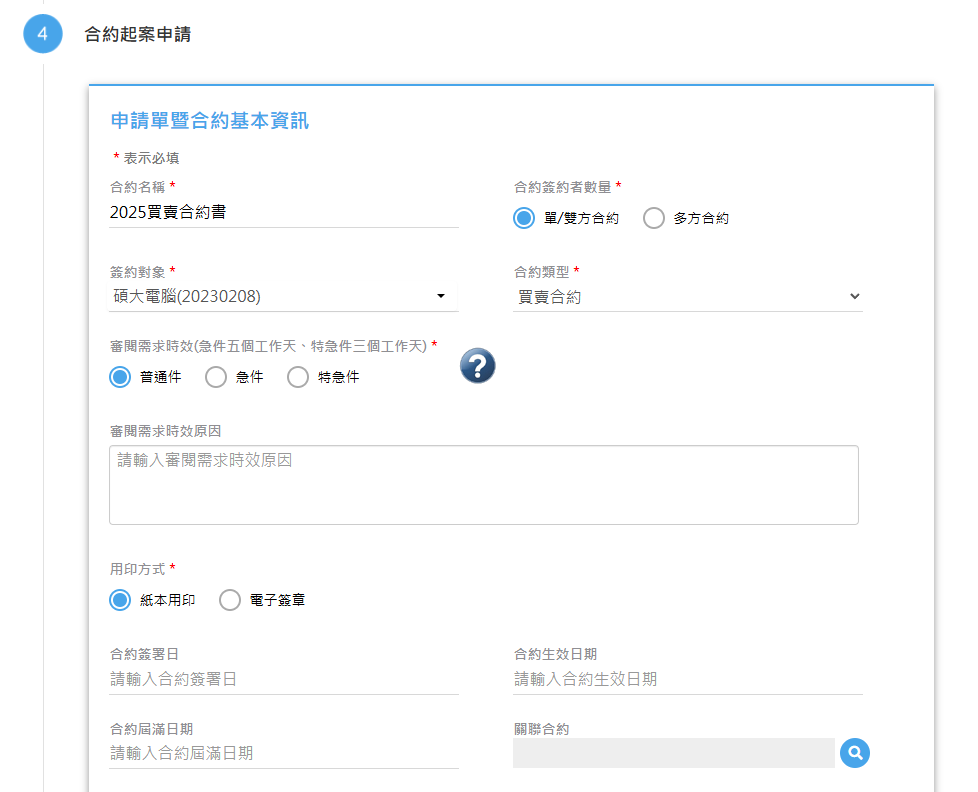 4 合約起案申請
申請單暨合約基本資訊
* 表示必填
合約名稱 * 合約簽約者數量 *
2025買賣合約書 單/雙方合約 多方合約
簽約對象 * 合約類型 *
碩大電腦(20230208) 買賣合約
審閱需求時效(急件五個工作天、特急件三個工作天) *
普通件 急件 特急件 ?
審閱需求時效原因
請輸入審閱需求時效原因
用印方式 *
紙本用印 電子簽章
合約簽署日 合約生效日期
請輸入合約簽署日 請輸入合約生效日期
合約屆滿日期 關聯合約
請輸入合約屆滿日期